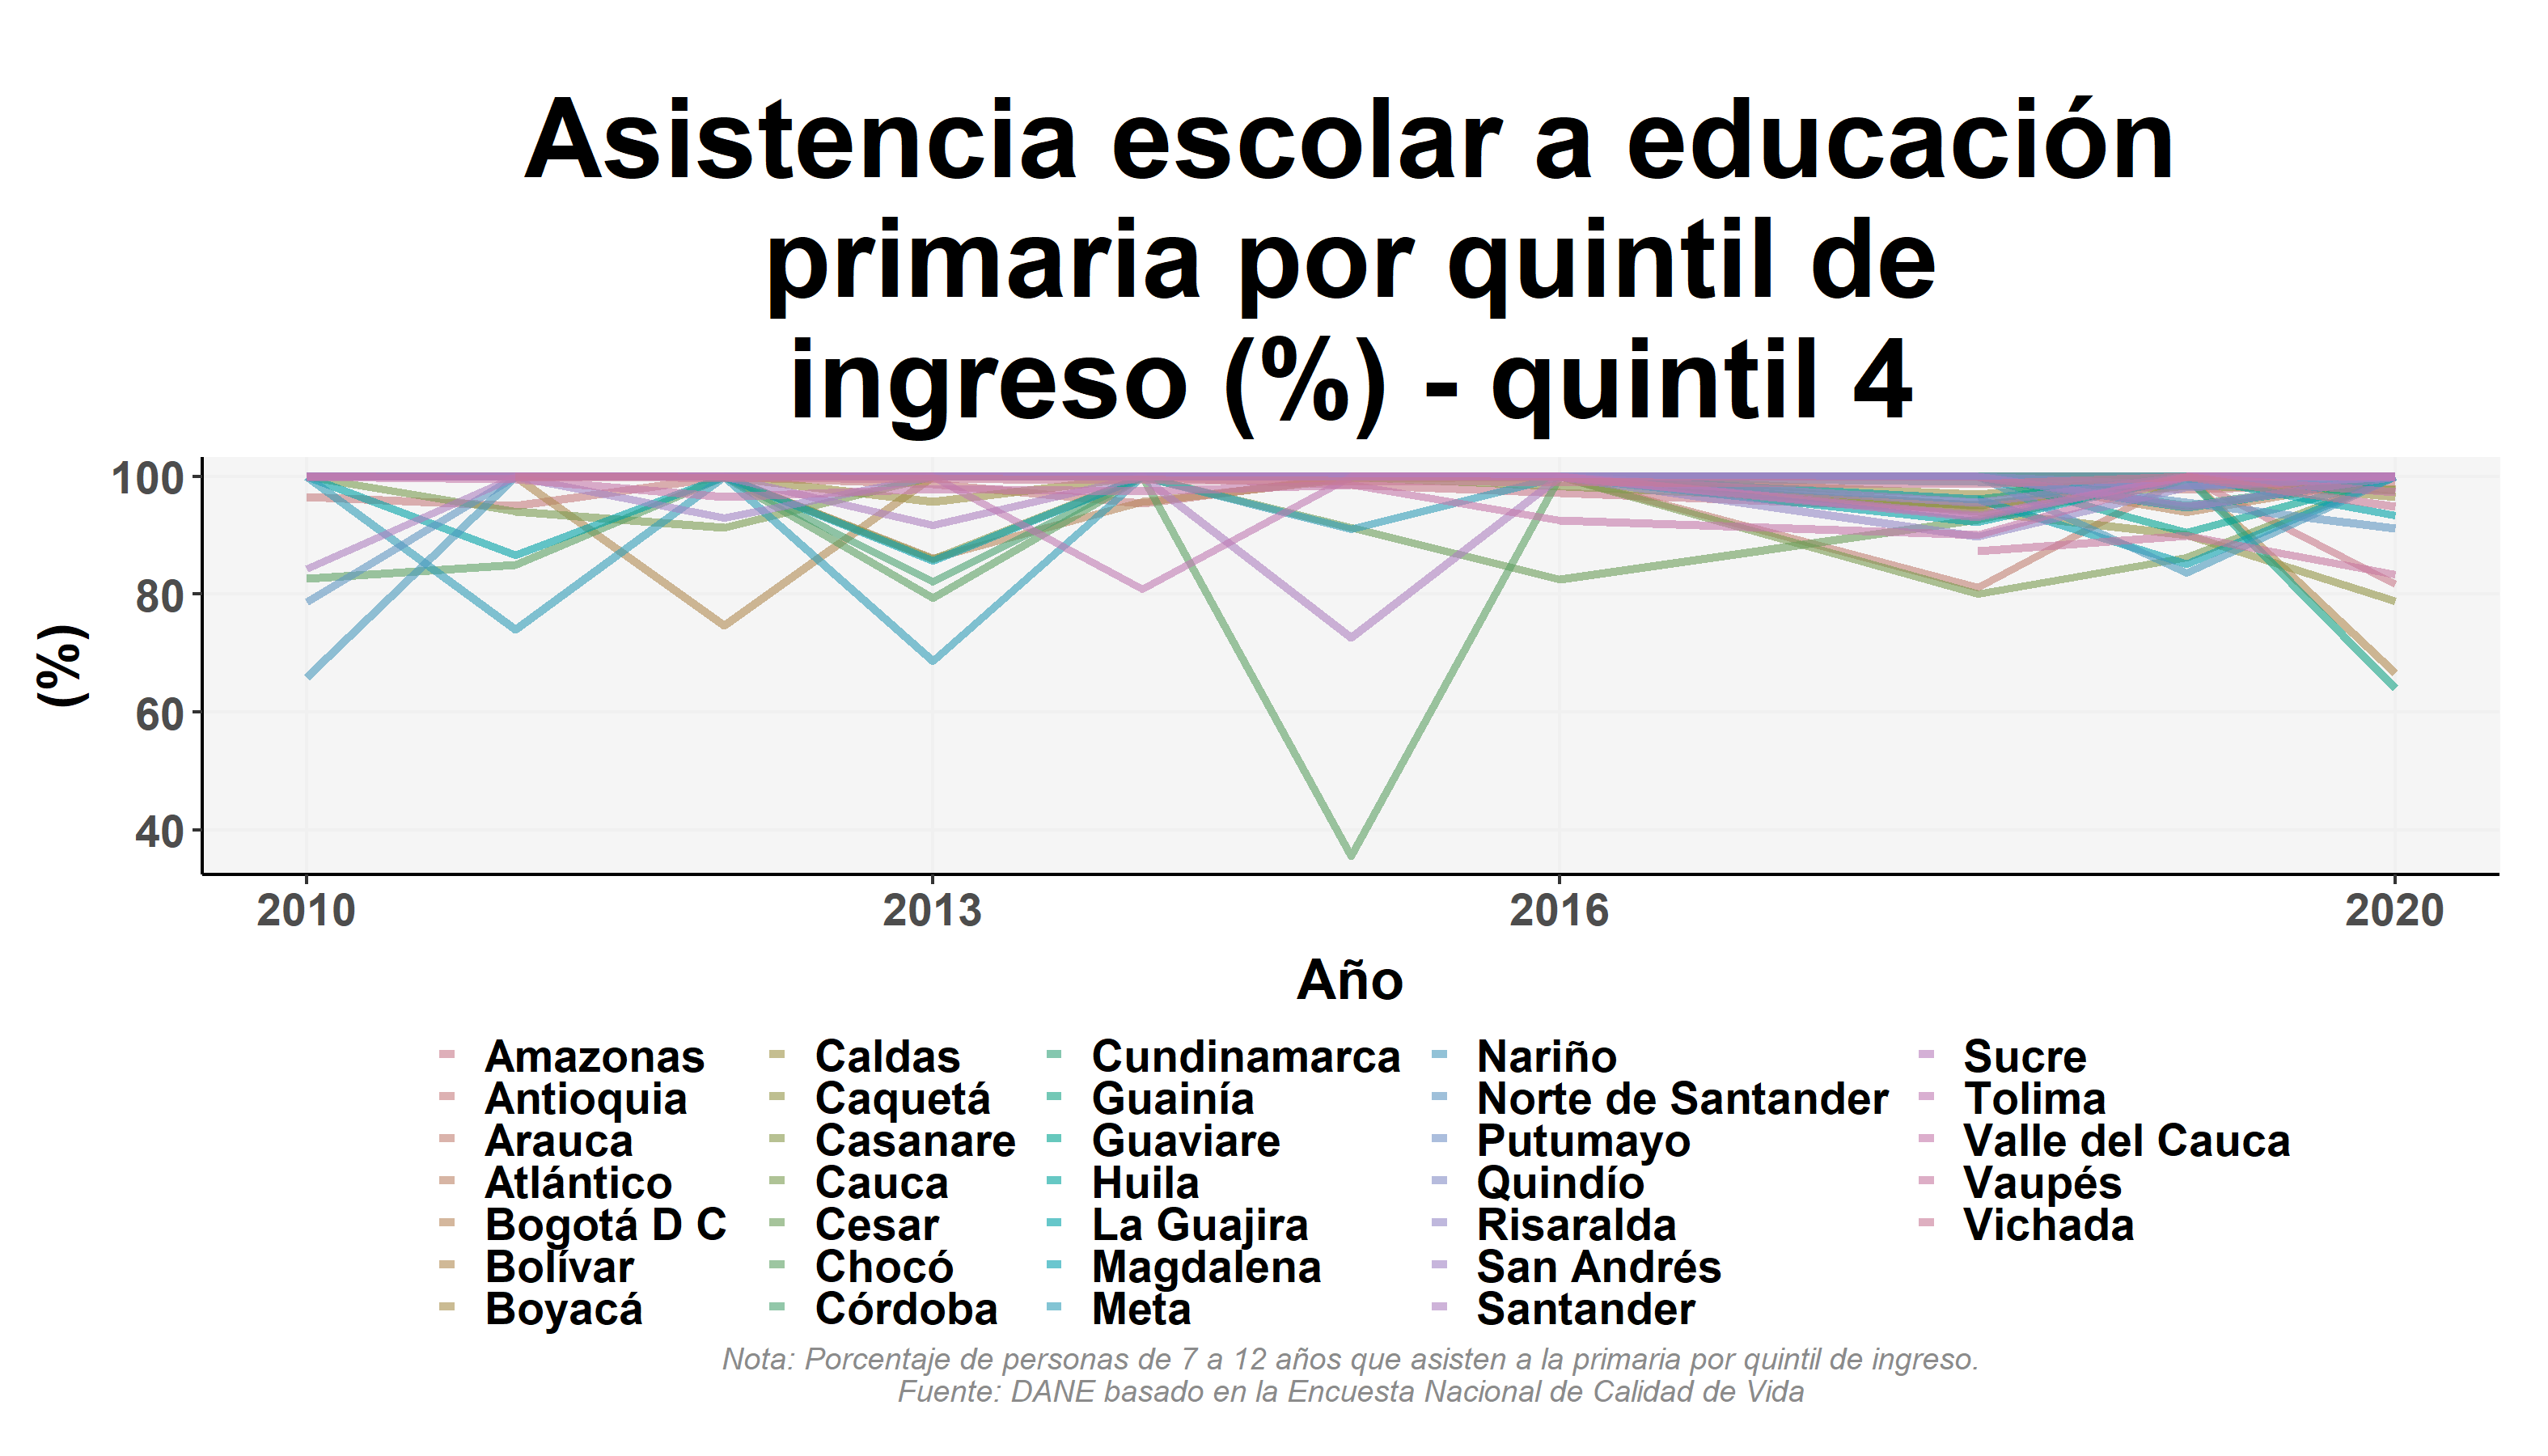 Asistencia escolar a educación
primaria por quintil de
ingreso (%) - quintil 4
100
80
60
40
(%)
2010 2013 2016 2020
Año
Amazonas
Antioquia
Arauca
Atlántico
Bogotá D C
Bolívar
Boyacá
Caldas
Caquetá
Casanare
Cauca
Cesar
Chocó
Córdoba
Cundinamarca
Guainía
Guaviare
Huila
La Guajira
Magdalena
Meta
Nariño
Norte de Santander
Putumayo
Quindío
Risaralda
San Andrés
Santander
Sucre
Tolima
Valle del Cauca
Vaupés
Vichada
Nota: Porcentaje de personas de 7 a 12 años que asisten a la primaria por quintil de ingreso.
Fuente: DANE basado en la Encuesta Nacional de Calidad de Vida